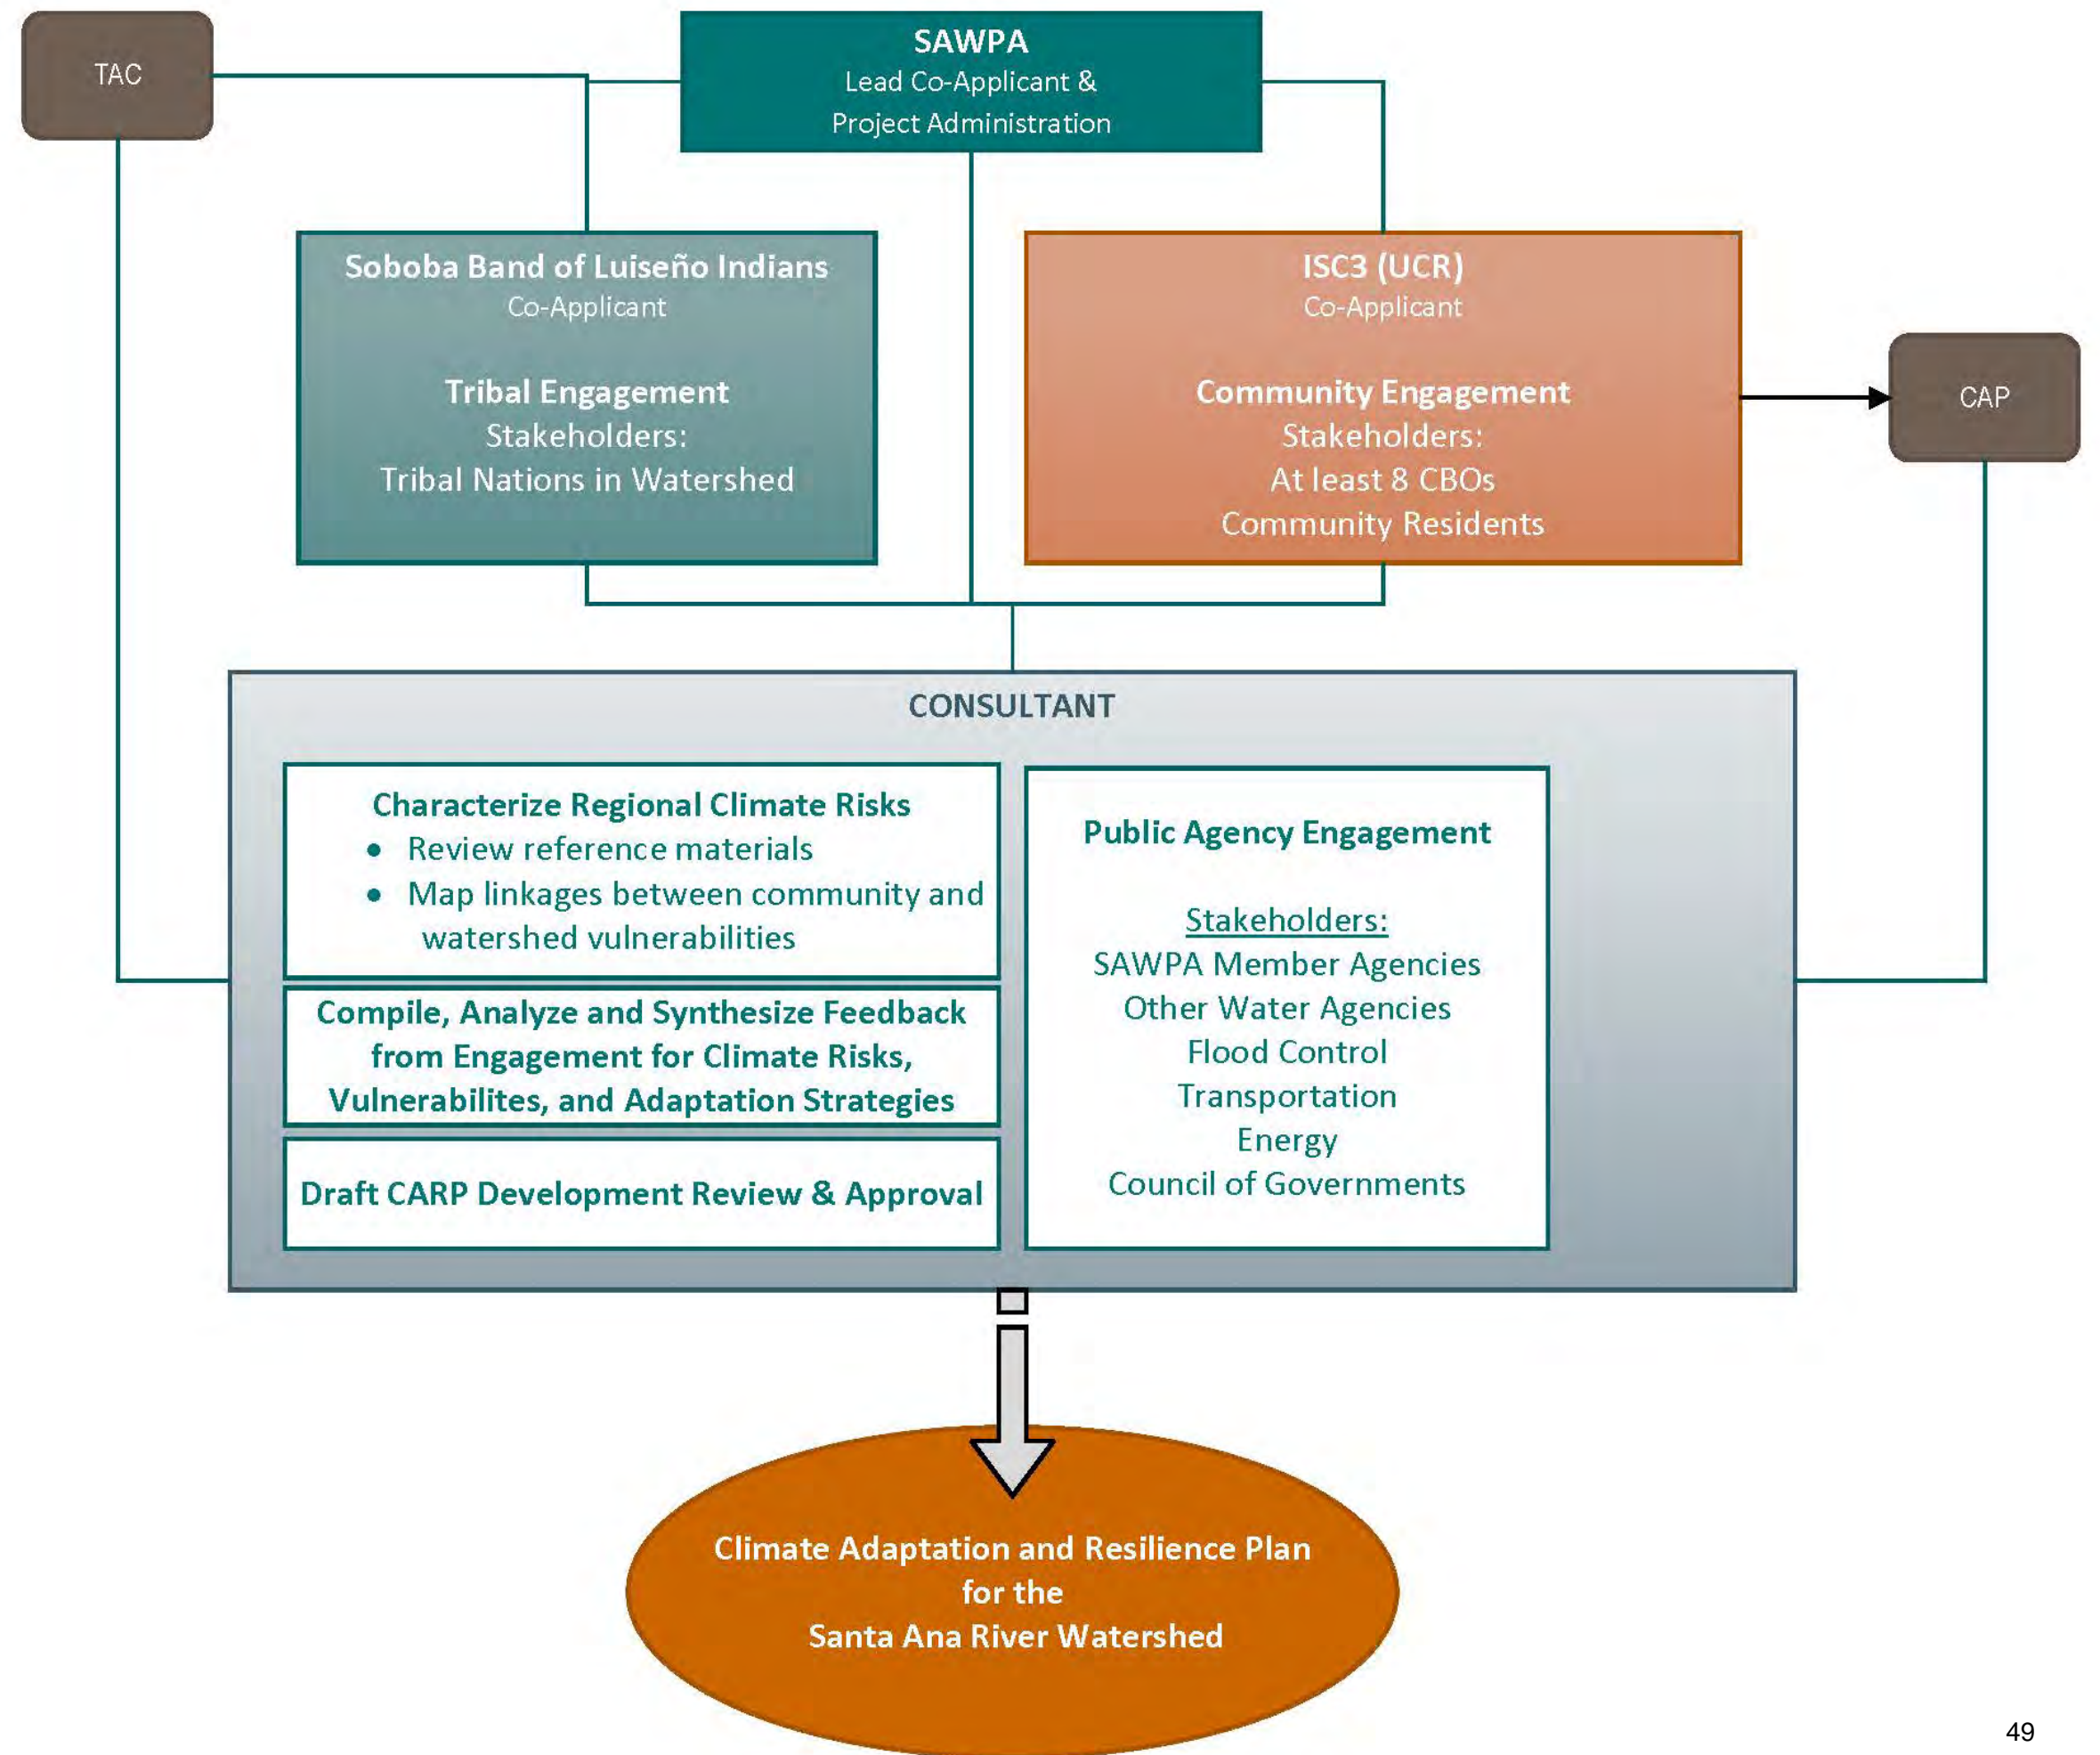 TAC
SAWPA
Lead Co-Applicant &
Project Administration
Soboba Band of Luiseño Indians
Co-Applicant
Tribal Engagement
Stakeholders:
Tribal Nations in Watershed
ISC3 (UCR)
Co-Applicant
Community Engagement
Stakeholders:
At least 8 CBOs
Community Residents
CAP
CONSULTANT
Characterize Regional Climate Risks
• Review reference materials
• Map linkages between community and
watershed vulnerabilities
Compile, Analyze and Synthesize Feedback
from Engagement for Climate Risks,
Vulnerabilites, and Adaptation Strategies
Draft CARP Development Review & Approval
Public Agency Engagement
Stakeholders:
SAWPA Member Agencies
Other Water Agencies
Flood Control
Transportation
Energy
Council of Governments
Climate Adaptation and Resilience Plan
for the
Santa Ana River Watershed
49